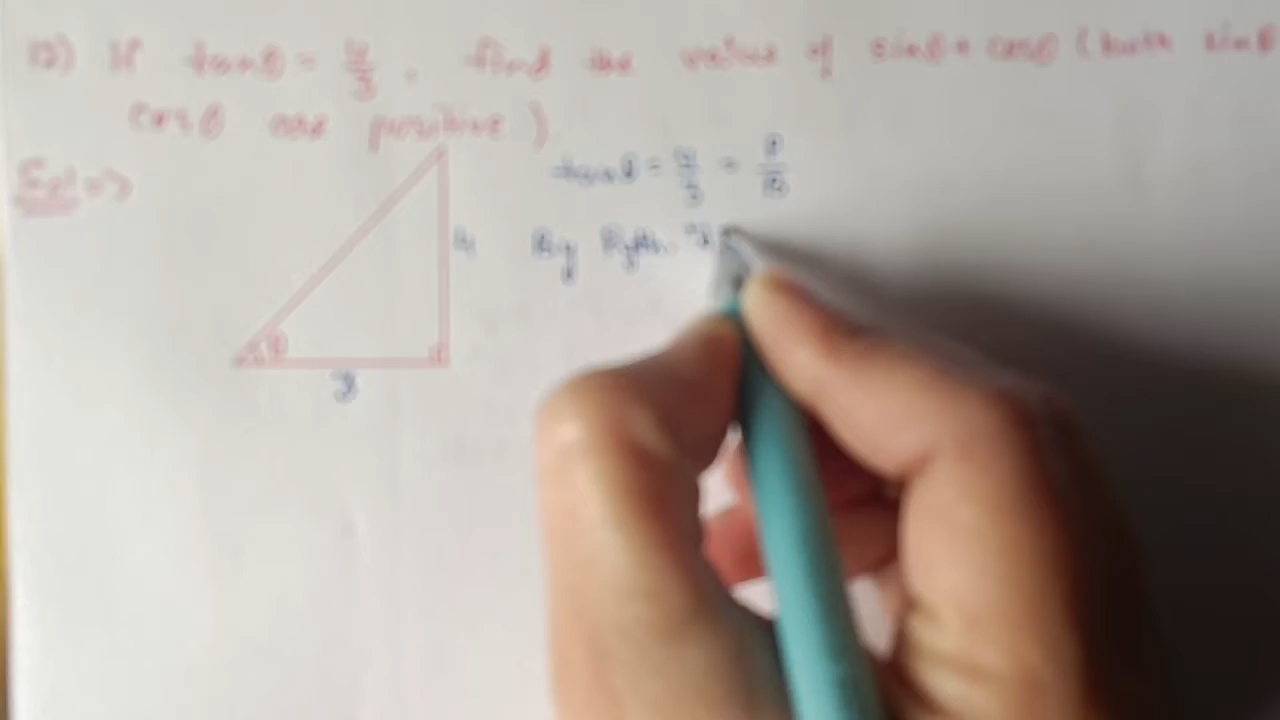 12) If tanθ = 4/3, find the value of sinθ + cosθ (both sinθ
cosθ are positive)
Sol =>
tanθ = 4/3 = P/B
4
By Pyth.
θ
3